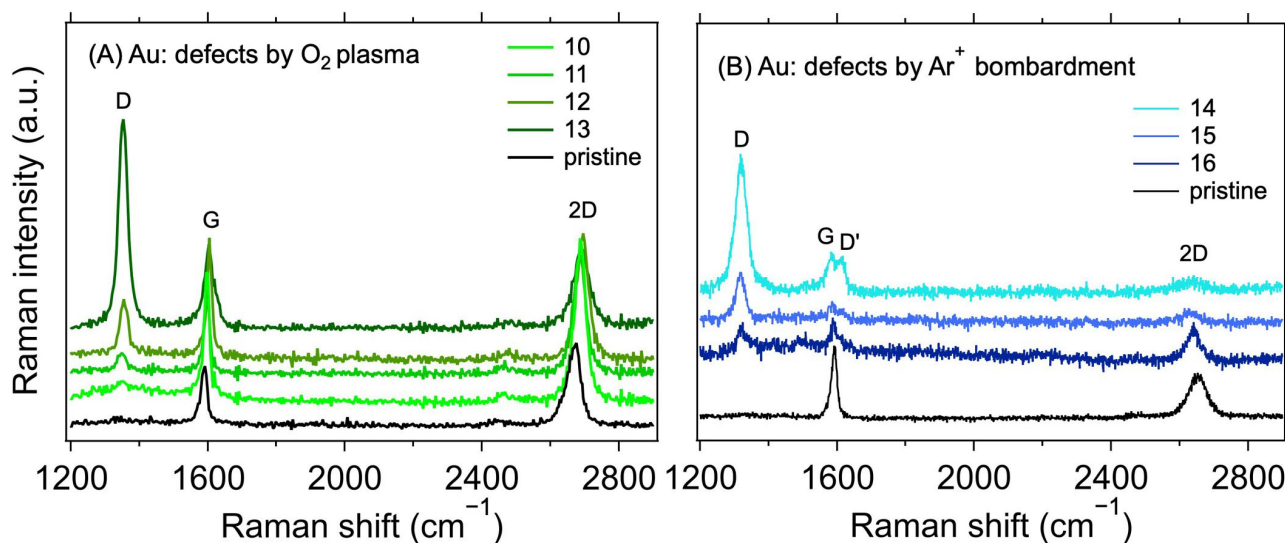 (A) Au: defects by O₂ plasma
10
11
12
13
pristine
D
G
2D
Raman intensity (a.u.)
1200 1600 2000 2400 2800
Raman shift (cm⁻¹)
(B) Au: defects by Ar⁺ bombardment
14
15
16
pristine
D
G D'
2D
1200 1600 2000 2400 2800
Raman shift (cm⁻¹)